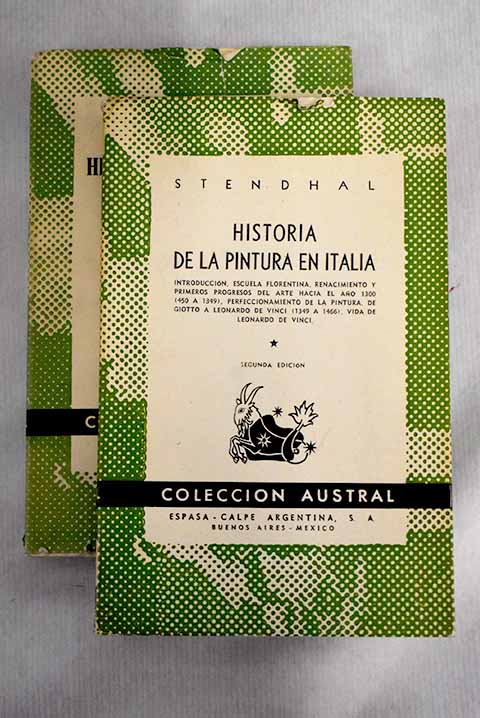 STENDHAL
HISTORIA
DE LA PINTURA EN ITALIA
INTRODUCCIÓN, ESCUELA FLORENTINA, RENACIMIENTO Y
PRIMEROS PROGRESOS DEL ARTE HACIA EL AÑO 1300
(450 A 1349), PERFECCIONAMIENTO DE LA PINTURA, DE
GIOTTO A LEONARDO DE VINCI (1349 A 1466), VIDA DE
LEONARDO DE VINCI.
SEGUNDA EDICIÓN
COLECCION AUSTRAL
ESPASA - CALPE ARGENTINA, S. A.
BUENOS AIRES - MEXICO
H
C